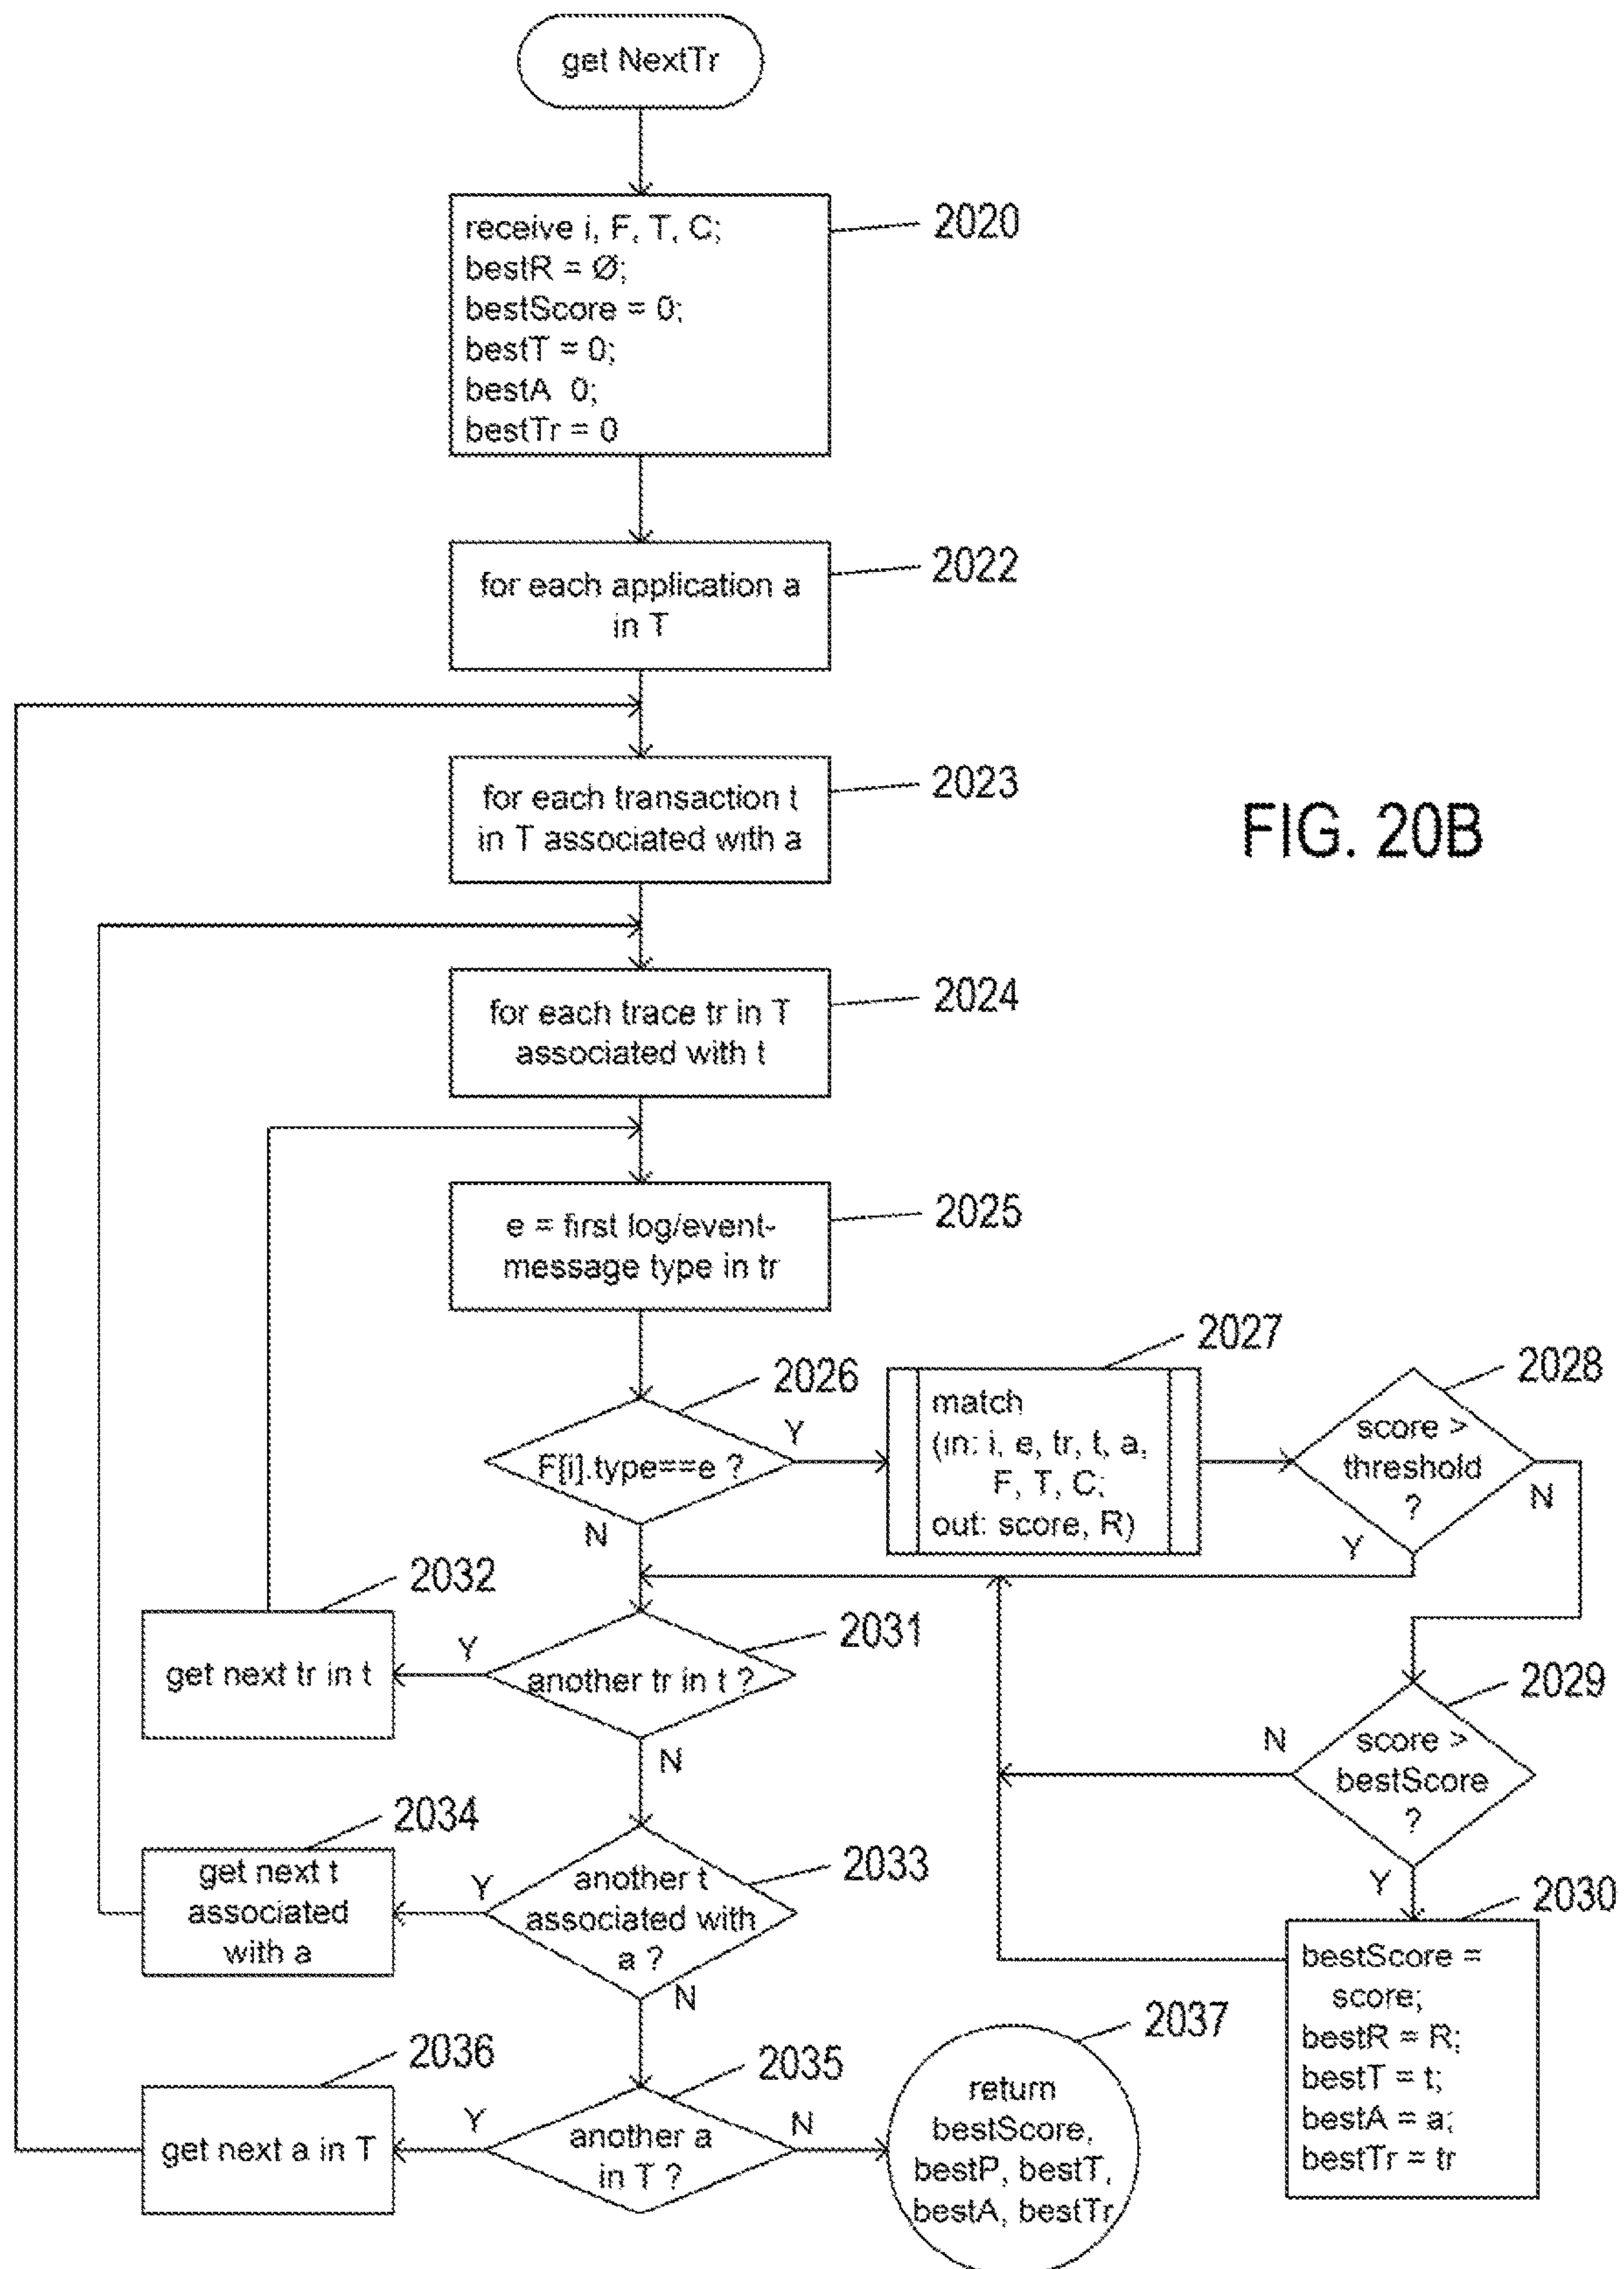 get NextTr
receive i, F, T, C;
bestR = Ø;
bestScore = 0;
bestT = 0;
bestA 0;
bestTr = 0
2020
for each application a
in T
2022
for each transaction t
in T associated with a
2023
FIG. 20B
for each trace tr in T
associated with t
2024
e = first log/event-
message type in tr
2025
F[i].type==e ?
2026
Y
N
match
(in: i, e, tr, t, a,
F, T, C;
out: score, R)
2027
score >
threshold
?
2028
N
Y
2032
get next tr in t
Y
another tr in t ?
2031
N
score >
bestScore
?
2029
N
Y
2034
get next t
associated
with a
Y
another t
associated with
a ?
2033
N
2030
bestScore =
score;
bestR = R;
bestT = t;
bestA = a;
bestTr = tr
2036
get next a in T
Y
another a
in T ?
2035
N
2037
return
bestScore,
bestP, bestT,
bestA, bestTr